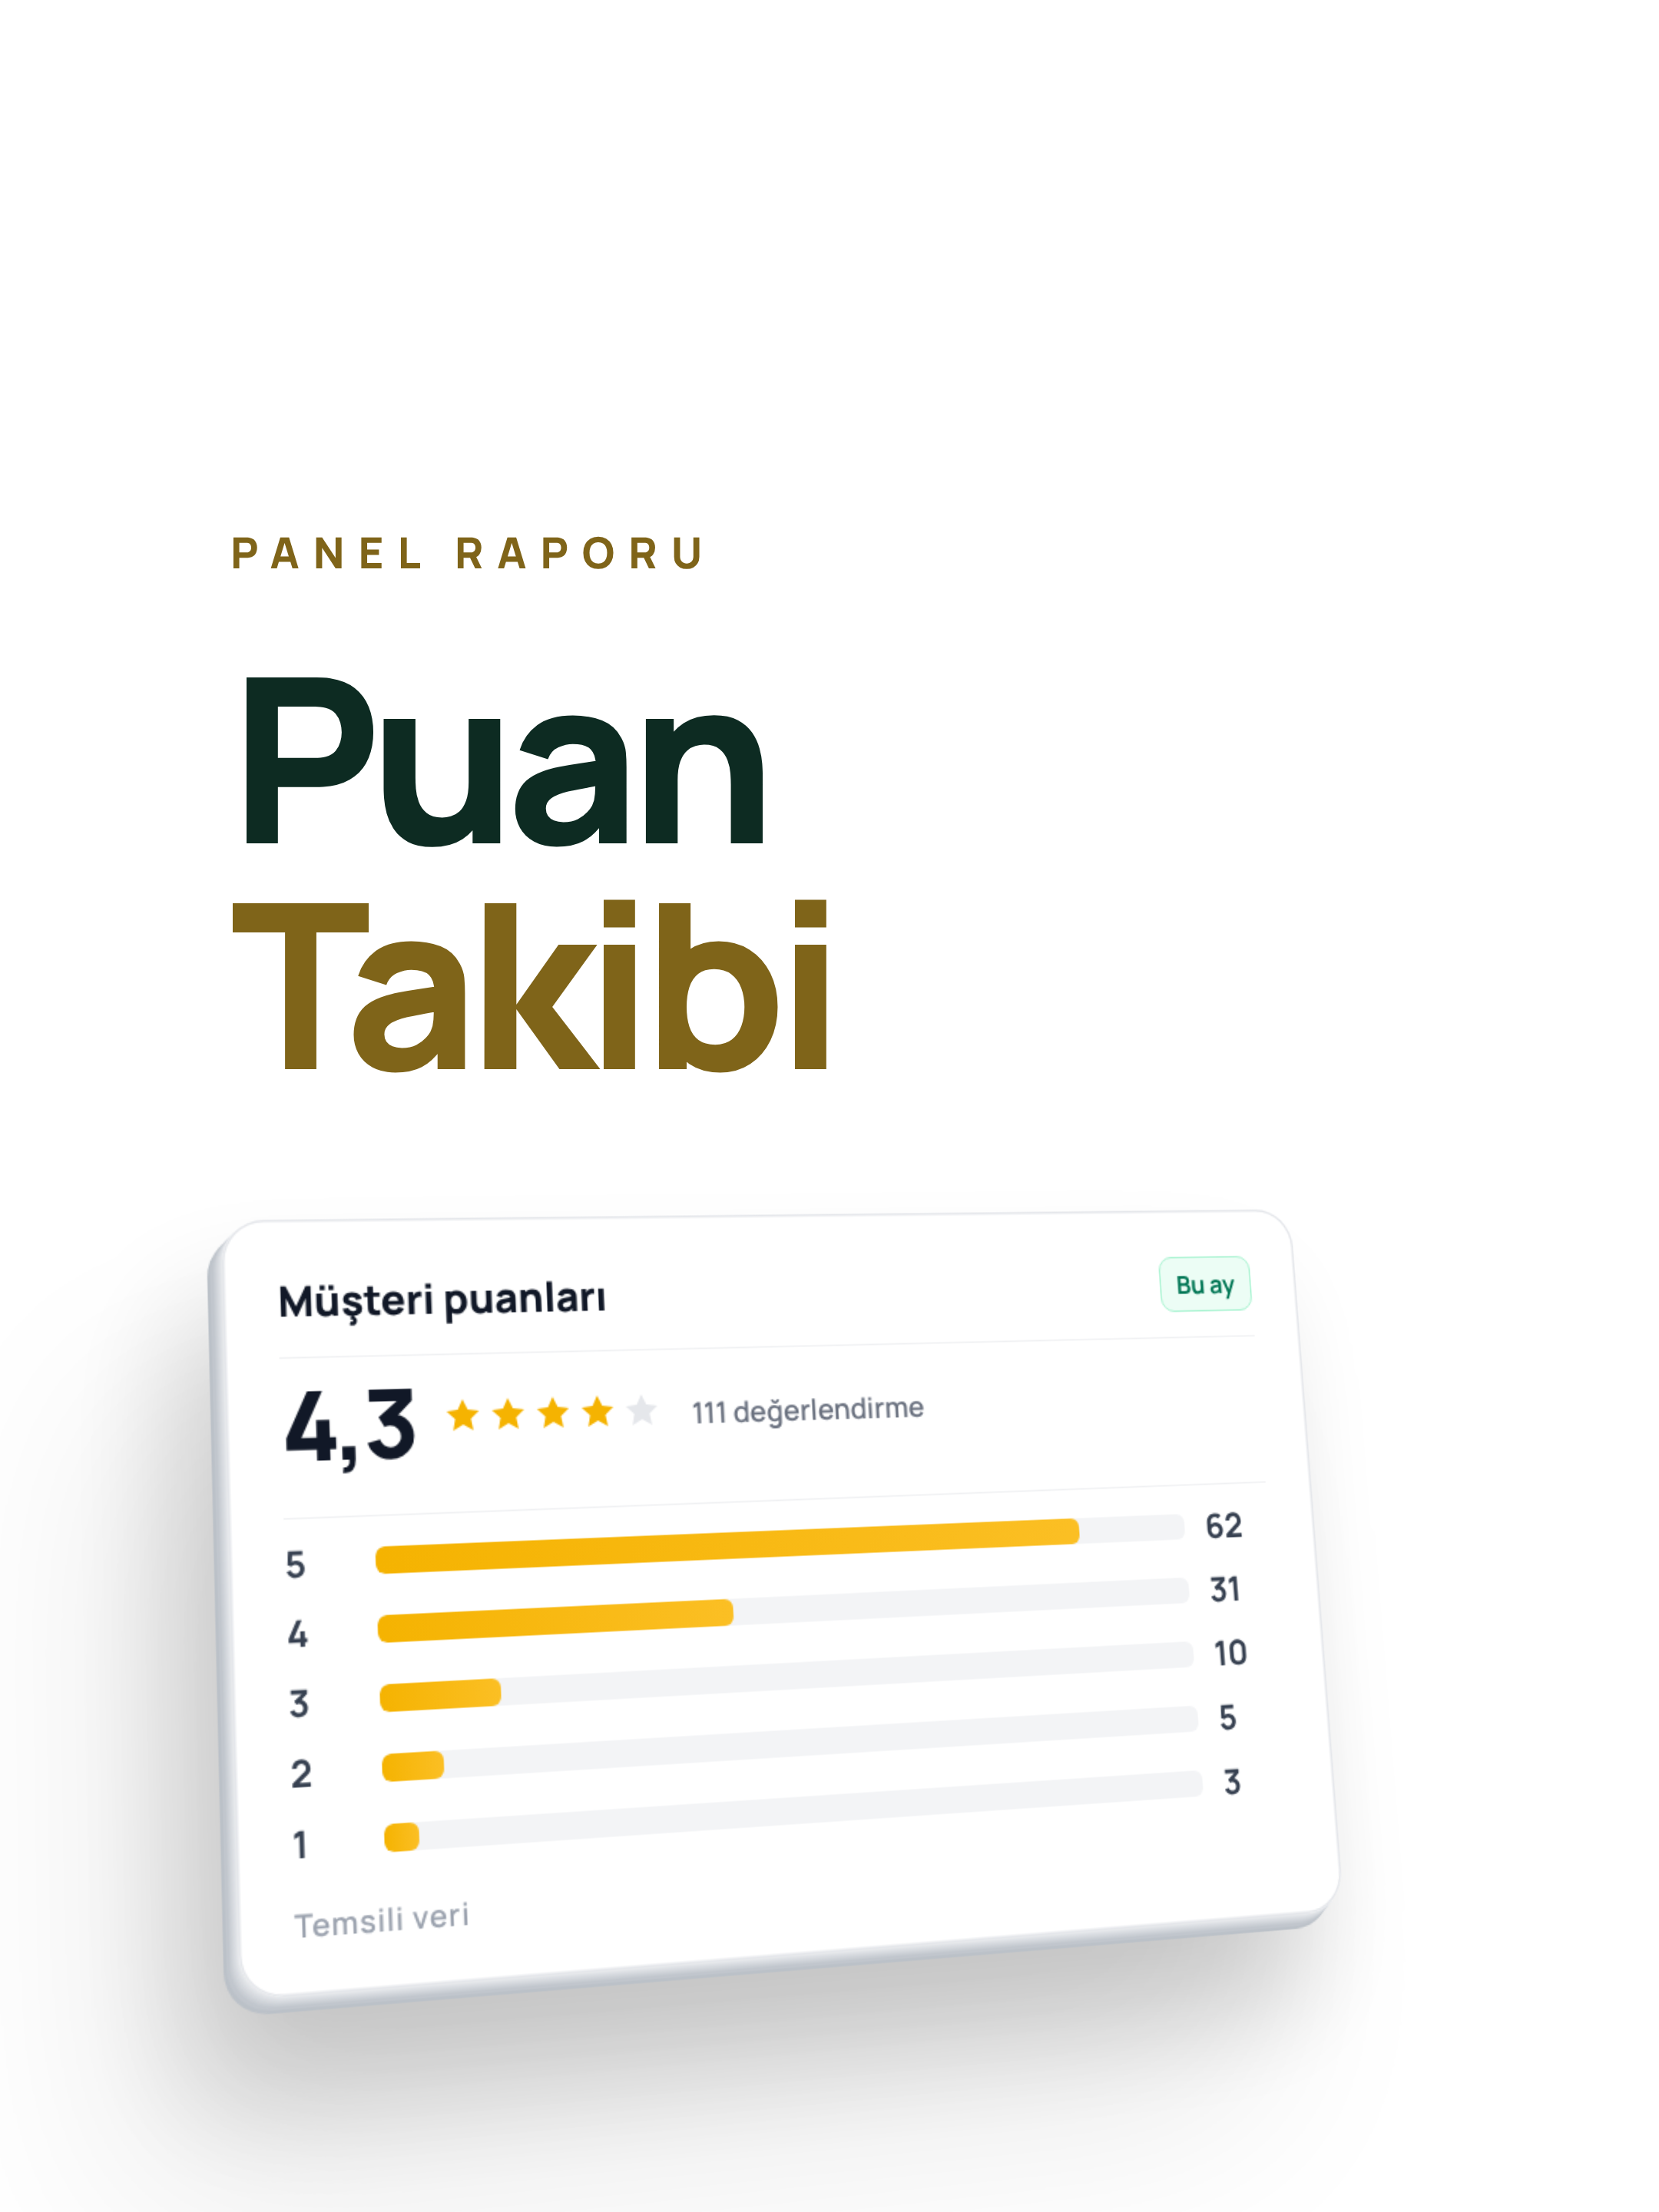 PANEL RAPORU
Puan
Takibi
Müşteri puanları
Bu ay
4,3
111 değerlendirme
5 62
4 31
3 10
2 5
1 3
Temsili veri